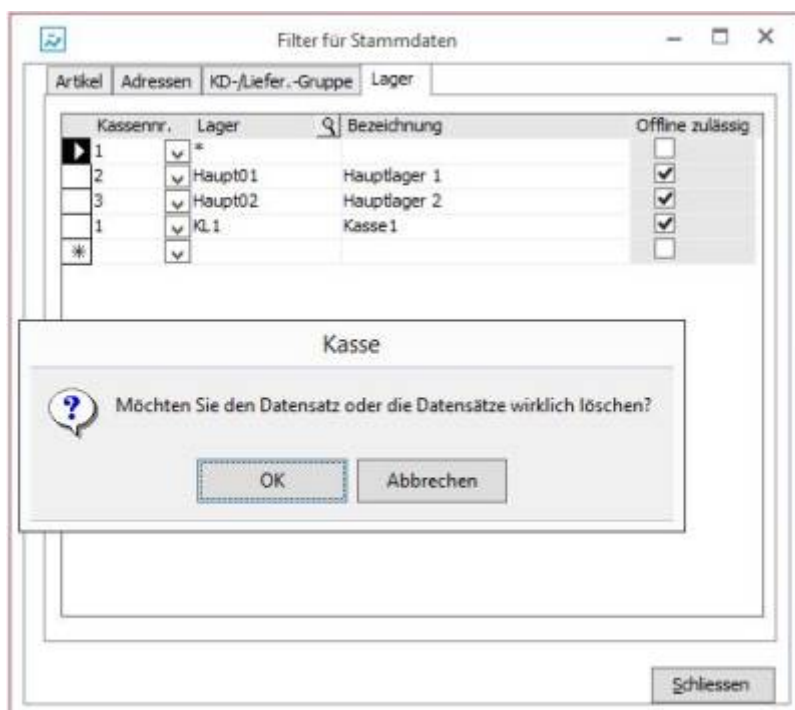 Filter für Stammdaten
Artikel Adressen KD-/Liefer.-Gruppe Lager
Kassennr. Lager Bezeichnung Offline zulässig
1 *
2 Haupt01 Hauptlager 1
3 Haupt02 Hauptlager 2
1 KL1 Kasse1
*
Kasse
Möchten Sie den Datensatz oder die Datensätze wirklich löschen?
OK Abbrechen
Schliessen